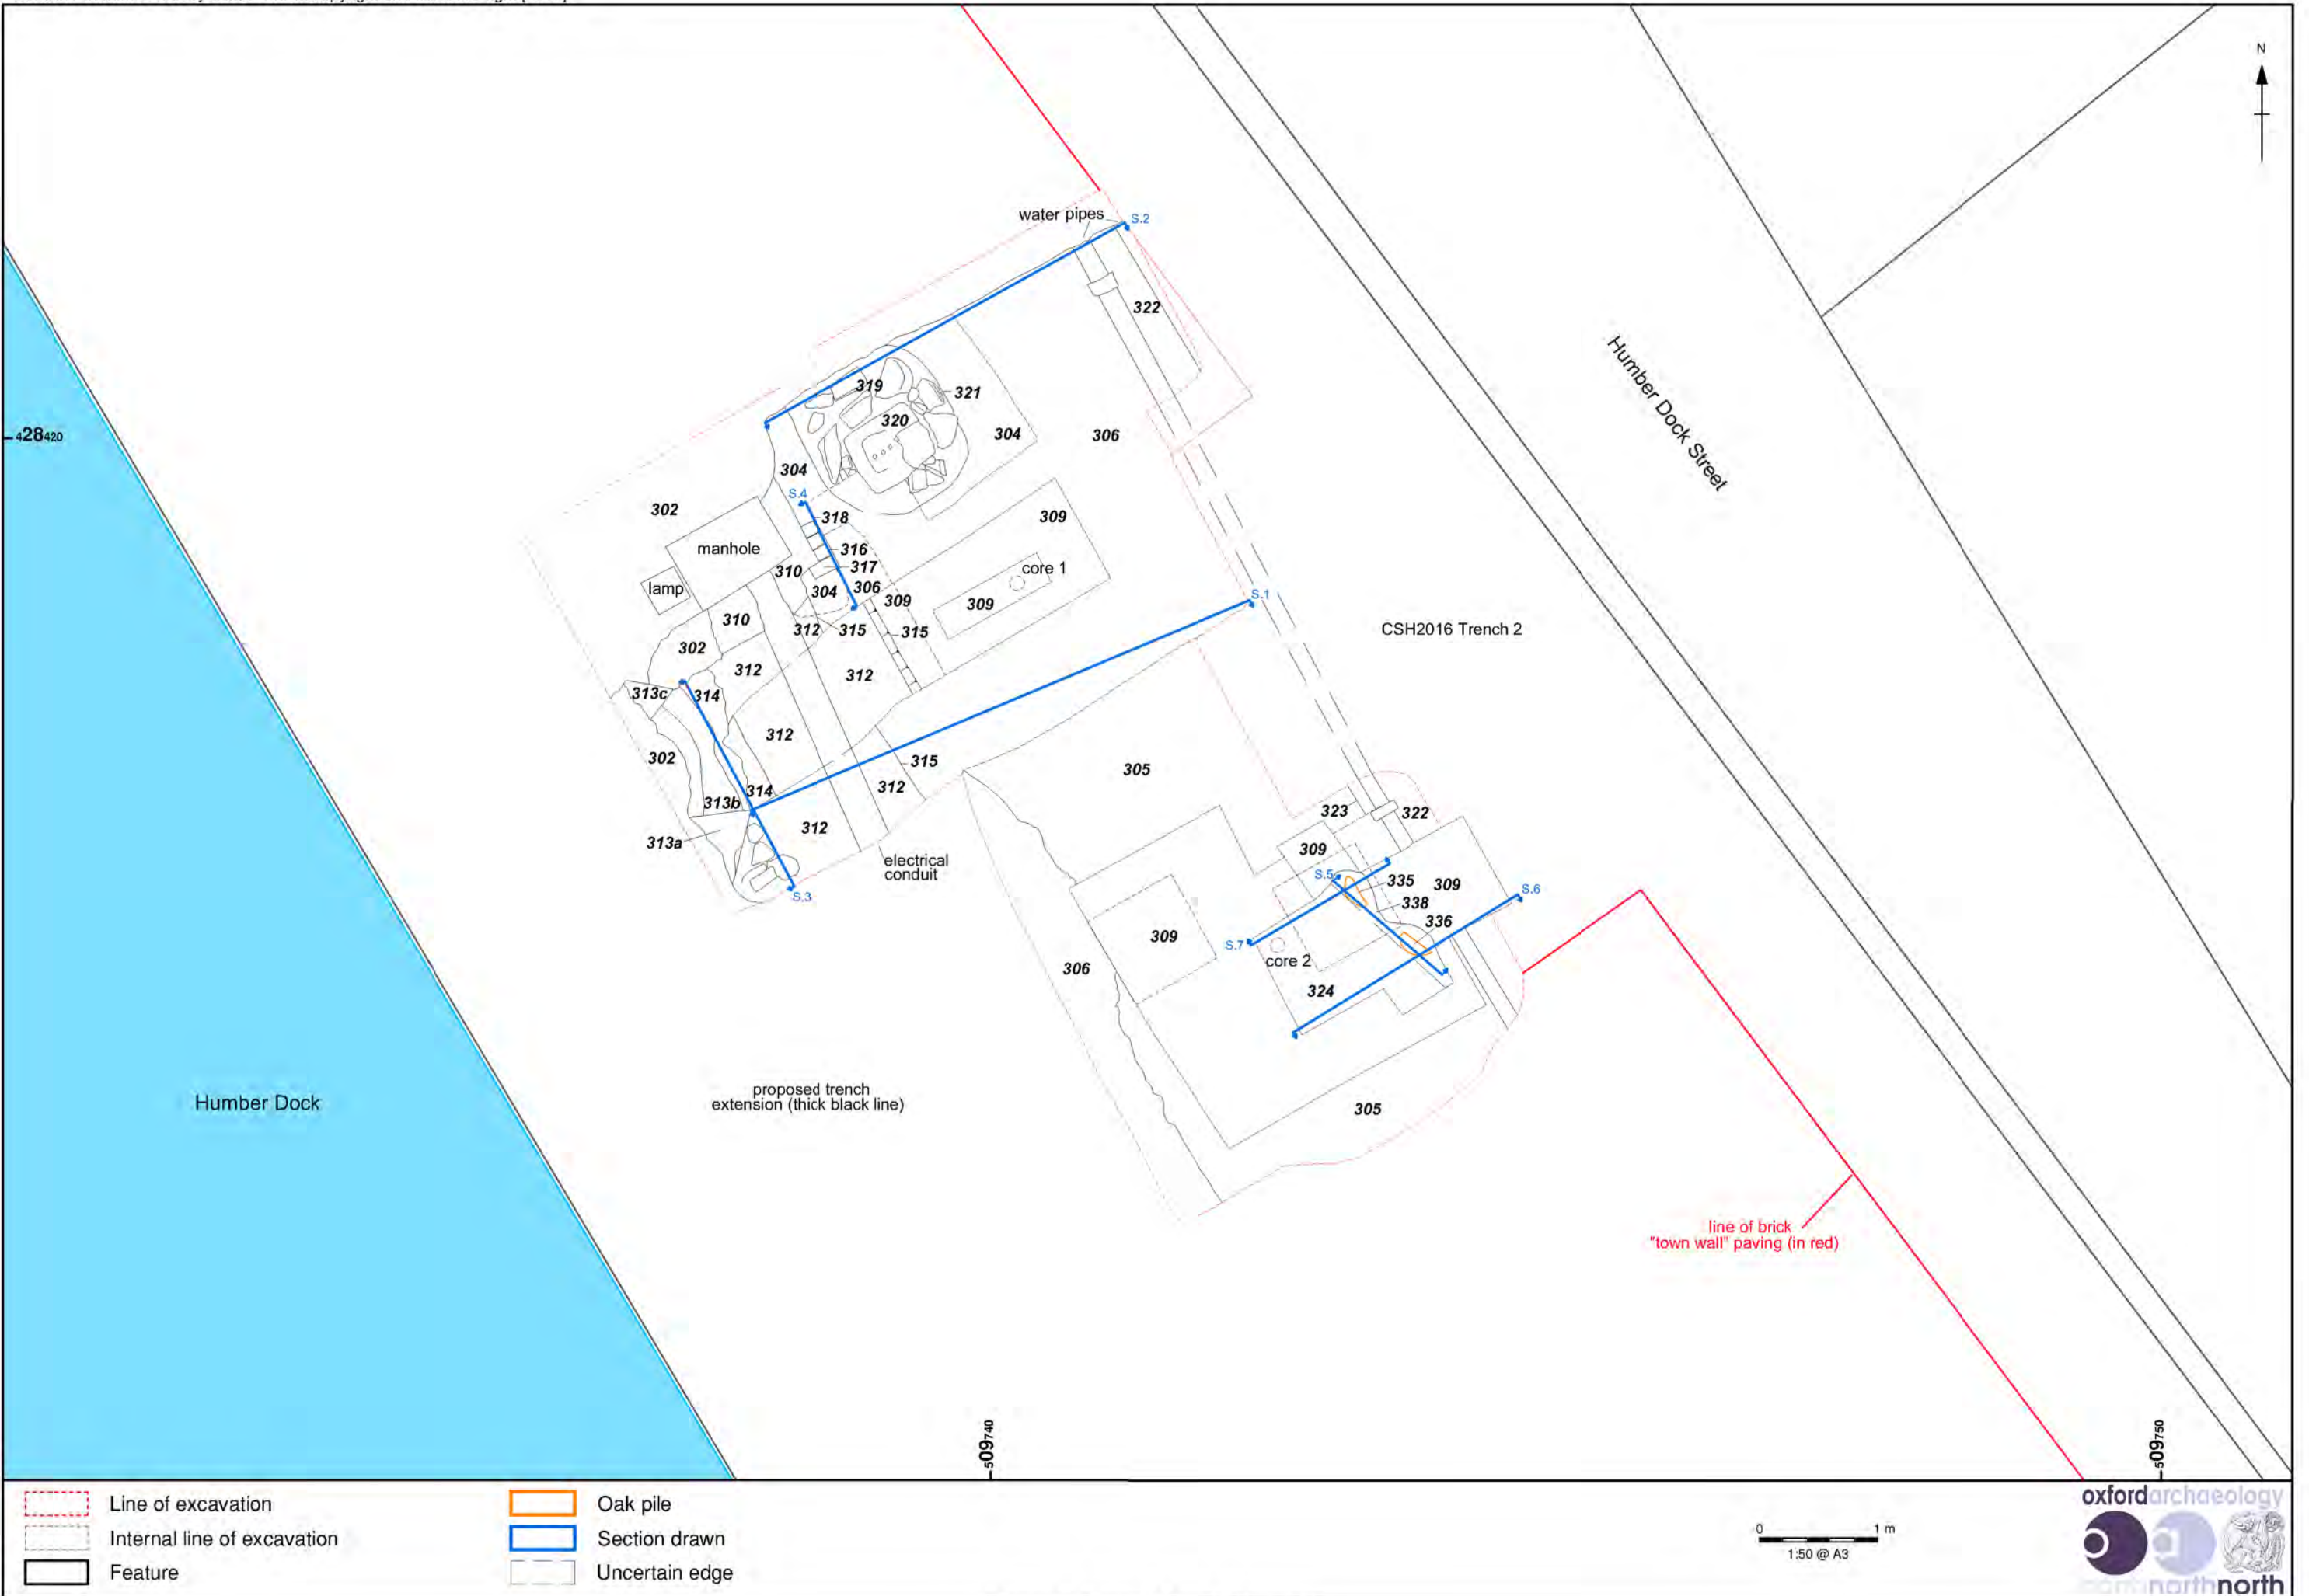 N
water pipes
S.2
322
Humber Dock Street
319
321
320
304
306
428420
304
S.4
302
318
309
manhole
316
317
310
core 1
lamp
304
306
309
309
S.1
310
312
315
315
CSH2016 Trench 2
302
312
312
313c
314
312
302
315
305
314
312
313b
312
323
322
313a
309
electrical
conduit
S.5
335
309
S.6
S.3
338
336
309
S.7
core 2
306
324
proposed trench
extension (thick black line)
Humber Dock
305
line of brick
"town wall" paving (in red)
509740
509750
Line of excavation
Internal line of excavation
Feature
Oak pile
Section drawn
Uncertain edge
0 1 m
1:50 @ A3
oxfordarchaeology
northnorth